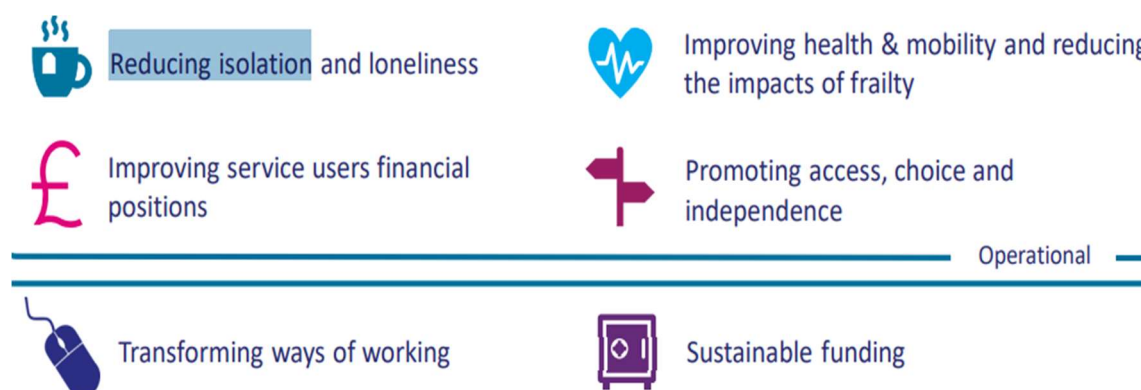 Reducing isolation and loneliness
Improving health & mobility and reducing
the impacts of frailty
£
Improving service users financial
positions
Promoting access, choice and
independence
Operational
Transforming ways of working
Sustainable funding